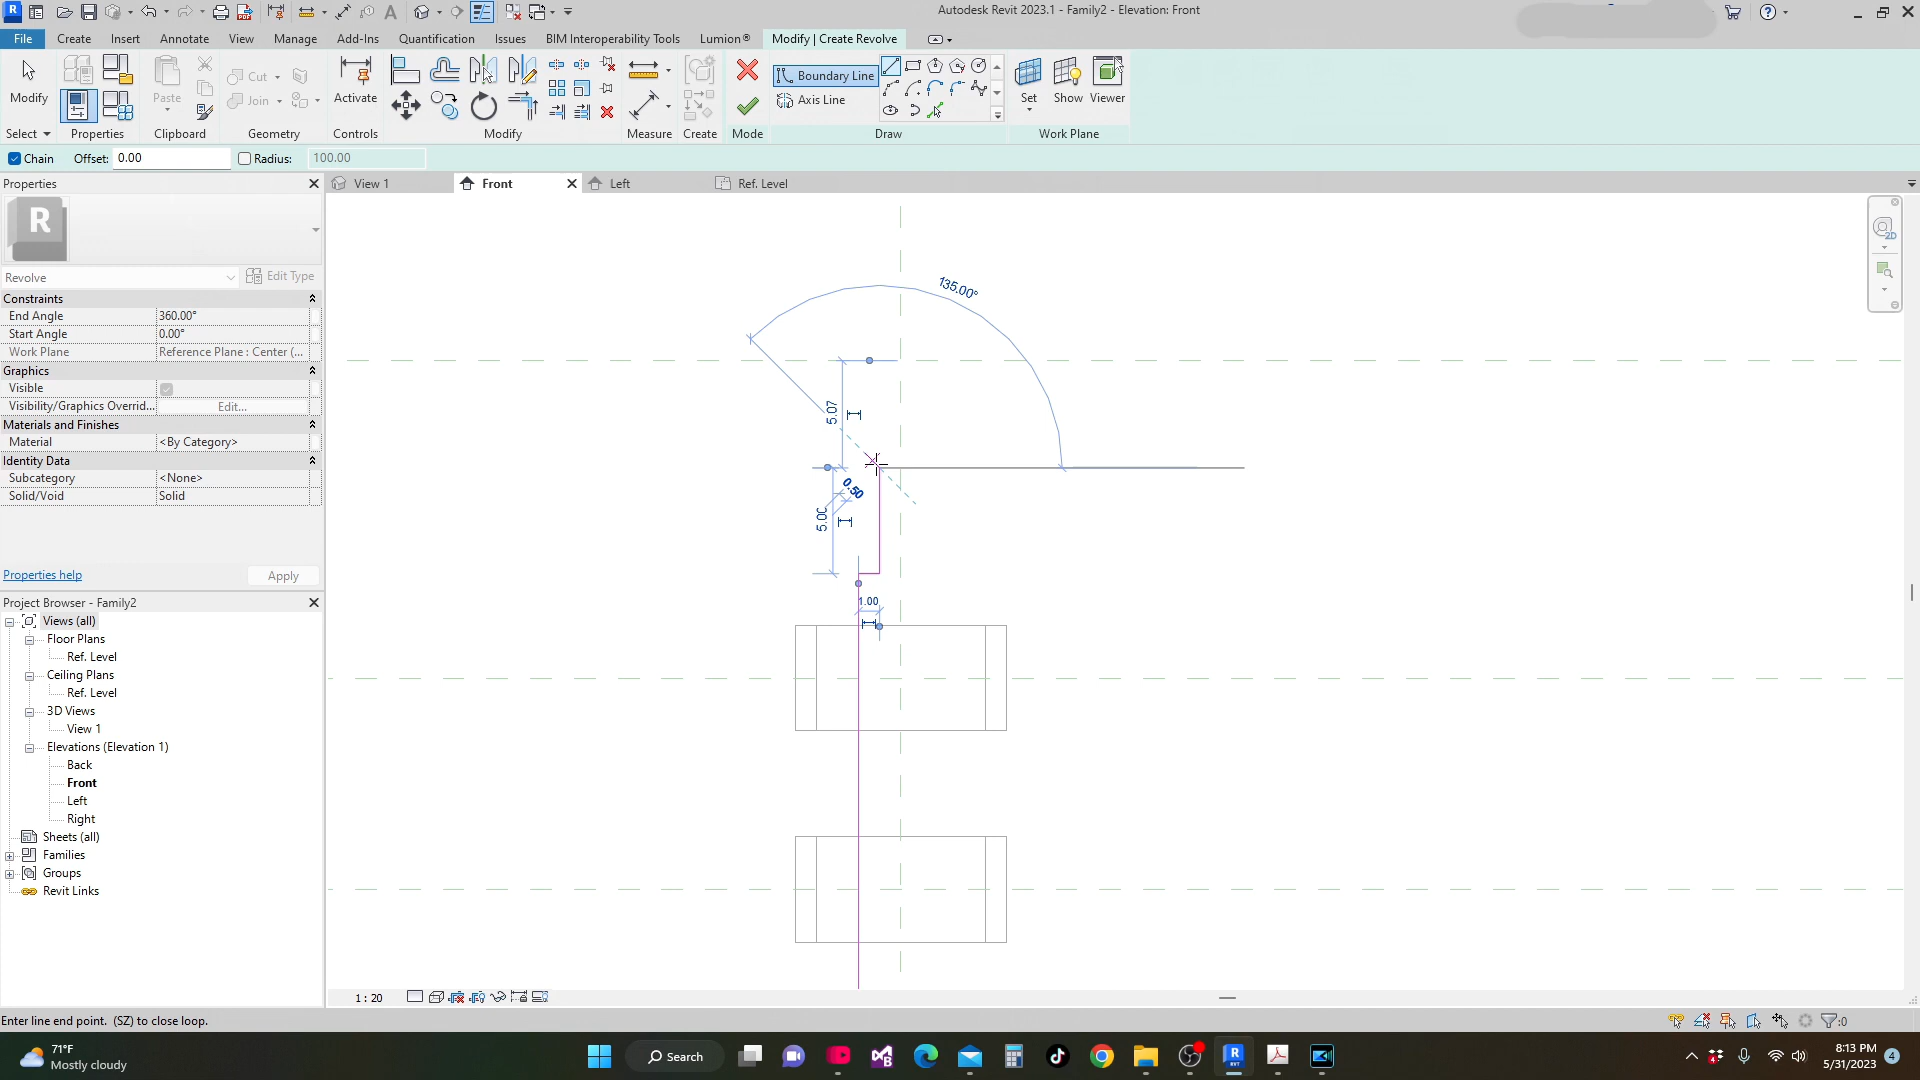 Autodesk Revit 2023.1 - Family2 - Elevation: Front
File Create Insert Annotate View Manage Add-Ins Quantification Issues BIM Interoperability Tools Lumion® Modify | Create Revolve
Modify
Paste
Cut
Join
Activate
Boundary Line
Axis Line
Set Show Viewer
Select Properties Clipboard Geometry Controls Modify Measure Create Mode Draw Work Plane
Chain Offset: 0.00 Radius: 100.00
Properties
View 1 Front Left Ref. Level
R
Revolve Edit Type
Constraints
End Angle 360.00°
Start Angle 0.00°
Work Plane Reference Plane : Center (...
Graphics
Visible
Visibility/Graphics Overrid... Edit...
Materials and Finishes
Material <By Category>
Identity Data
Subcategory <None>
Solid/Void Solid
Properties help Apply
Project Browser - Family2
Views (all)
Floor Plans
Ref. Level
Ceiling Plans
Ref. Level
3D Views
View 1
Elevations (Elevation 1)
Back
Front
Left
Right
Sheets (all)
Families
Groups
Revit Links
135.00°
5.07
0.50
5.00
1.00
2D
1 : 20
Enter line end point. (SZ) to close loop.
:0
71°F
Mostly cloudy
Search
8:13 PM
5/31/2023
4